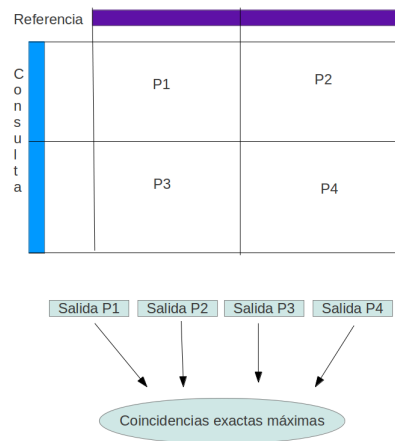 Referencia
Consulta
P1
P2
P3
P4
Salida P1
Salida P2
Salida P3
Salida P4
Coincidencias exactas máximas